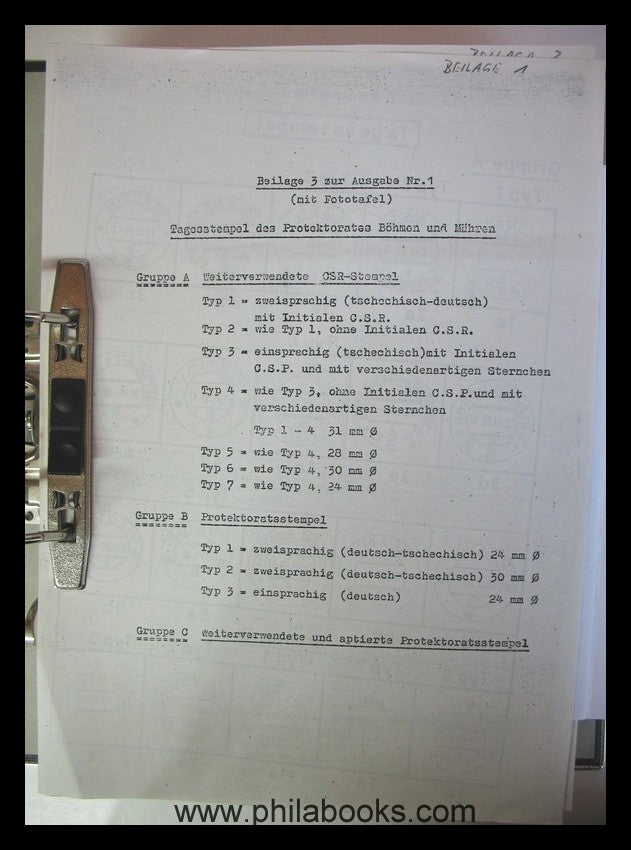 BEILAGE 2
BEILAGE 1
Beilage 3 zur Ausgabe Nr.1
(mit Fototafel)
Tagesstempel des Protektorates Böhmen und Mähren
Gruppe A Weiterverwendete CSR-Stempel
Typ 1 = zweisprachig (tschechisch-deutsch)
mit Initialen C.S.R.
Typ 2 = wie Typ 1, ohne Initialen C.S.R.
Typ 3 = einsprachig (tschechisch)mit Initialen
C.S.P. und mit verschiedenartigen Sternchen
Typ 4 = wie Typ 3, ohne Initialen C.S.P.und mit
verschiedenartigen Sternchen
Typ 1 - 4 31 mm Ø
Typ 5 = wie Typ 4, 28 mm Ø
Typ 6 = wie Typ 4, 30 mm Ø
Typ 7 = wie Typ 4, 24 mm Ø
Gruppe B Protektoratsstempel
Typ 1 = zweisprachig (deutsch-tschechisch) 24 mm Ø
Typ 2 = zweisprachig (deutsch-tschechisch) 30 mm Ø
Typ 3 = einsprachig (deutsch) 24 mm Ø
Gruppe C Weiterverwendete und aptierte Protektoratsstempel
www.philabooks.com